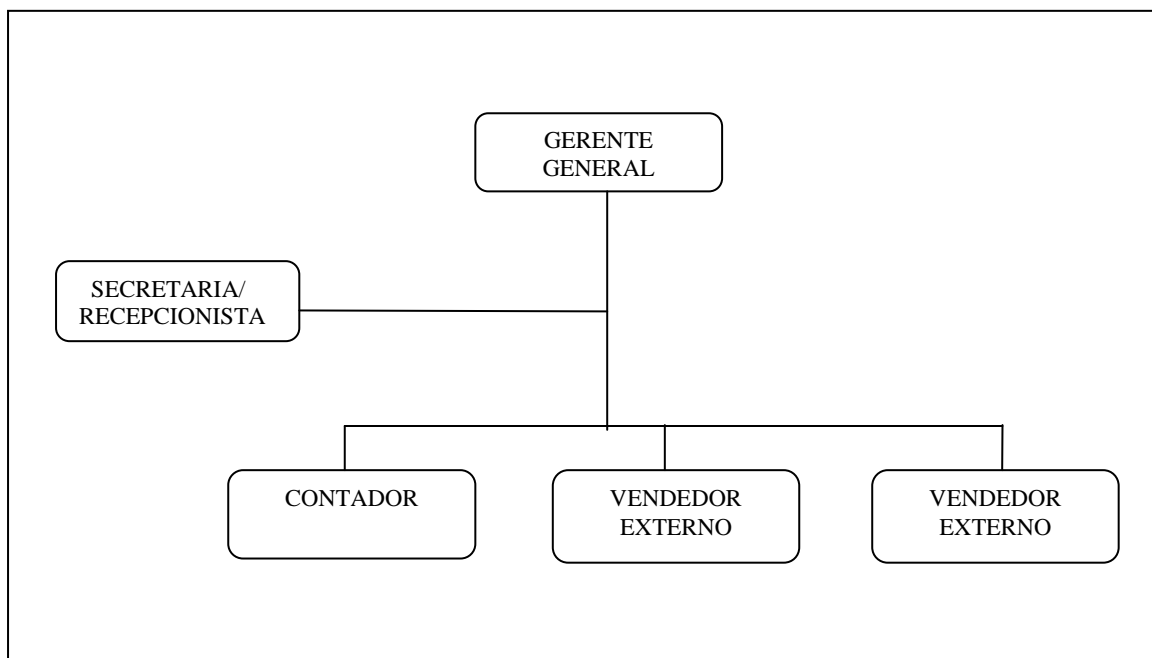 GERENTE
GENERAL
SECRETARIA/
RECEPCIONISTA
CONTADOR
VENDEDOR
EXTERNO
VENDEDOR
EXTERNO